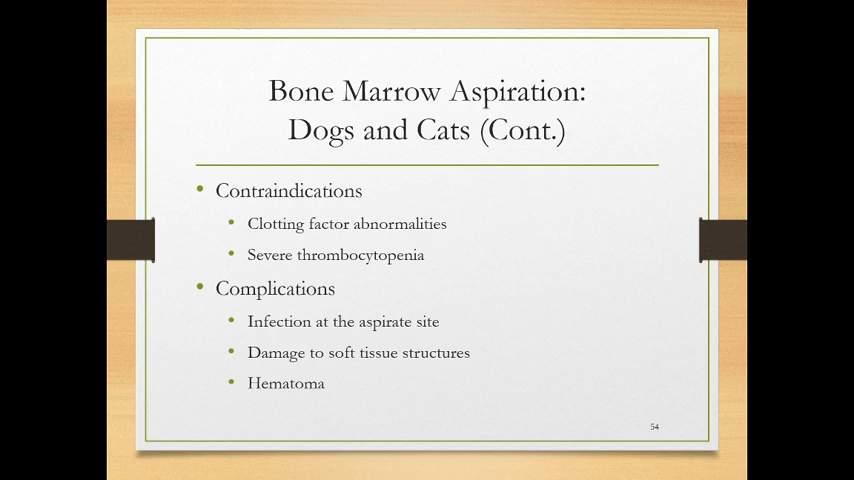 Bone Marrow Aspiration:
Dogs and Cats (Cont.)
• Contraindications
• Clotting factor abnormalities
• Severe thrombocytopenia
• Complications
• Infection at the aspirate site
• Damage to soft tissue structures
• Hematoma
54